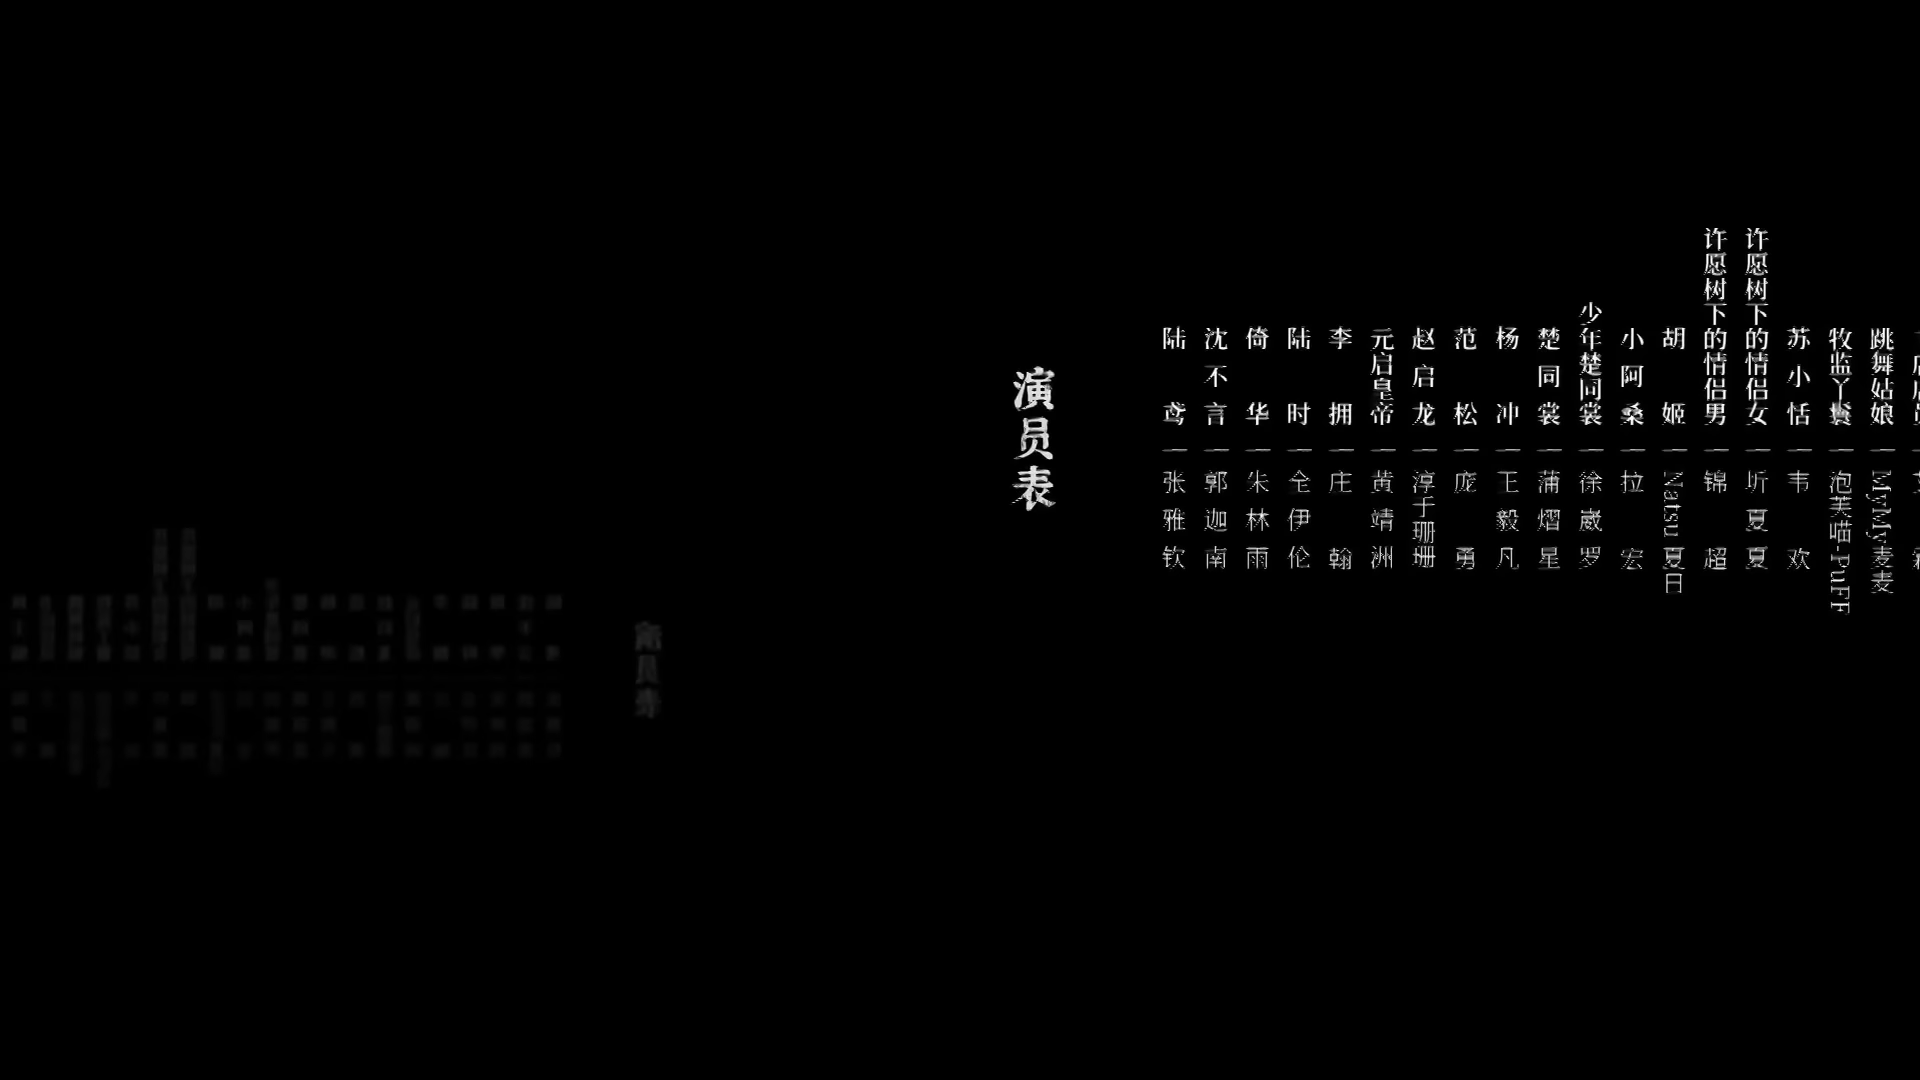 演员表
陆鸢—张雅钦
沈不言—郭迦南
倚华—朱林雨
陆时—仝伊伦
李拥—庄翰
元启皇帝—黄靖洲
赵启龙—淳于珊珊
范松—庞勇
杨冲—王毅凡
楚同裳—蒲熠星
少年楚同裳—徐崴罗
小阿桑—拉宏
胡姬—Natsu夏日
许愿树下的情侣男—锦超
许愿树下的情侣女—圻夏夏
苏小恬—韦欢
牧监丫鬟—泡芙喵-PuFF
跳舞姑娘—MyMy麦麦